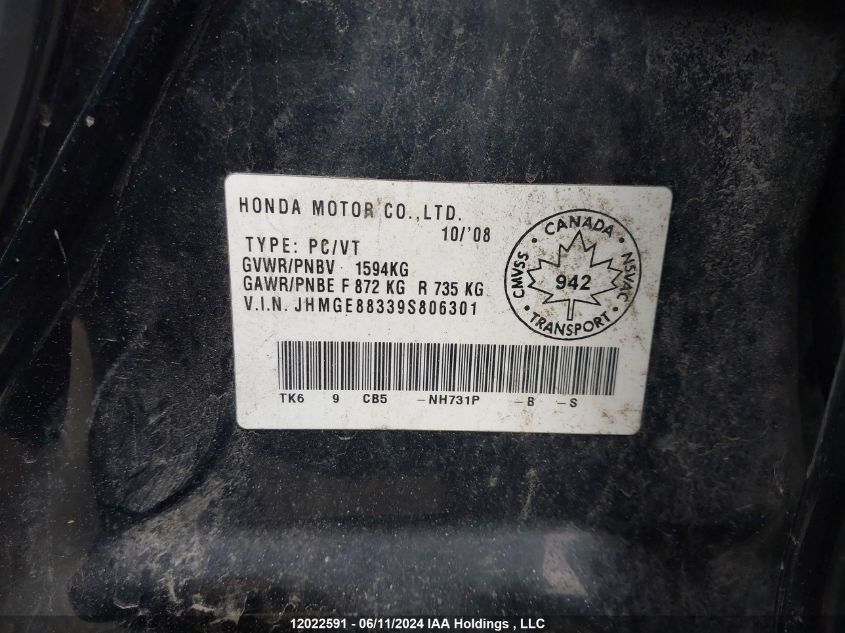 HONDA MOTOR CO.,LTD.
10/'08
TYPE: PC/VT
GVWR/PNBV 1594KG
GAWR/PNBE F 872 KG R 735 KG
V.I.N. JHMGE88339S806301
· CANADA ·
CMVSS NSVAC
942
· TRANSPORT ·
TK6 9 CB5 -NH731P -B -S
12022591 - 06/11/2024 IAA Holdings , LLC